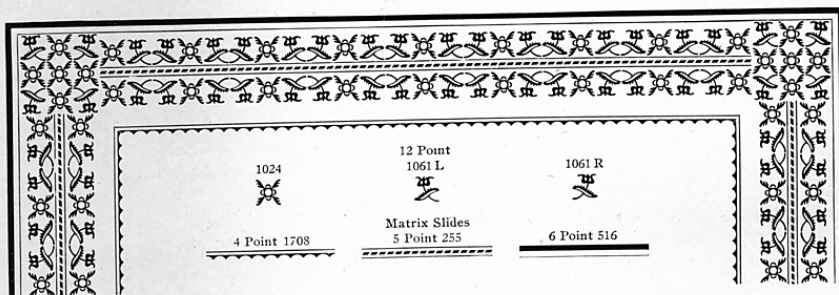 12 Point
1024
1061 L
1061 R
Matrix Slides
4 Point 1708
5 Point 255
6 Point 516